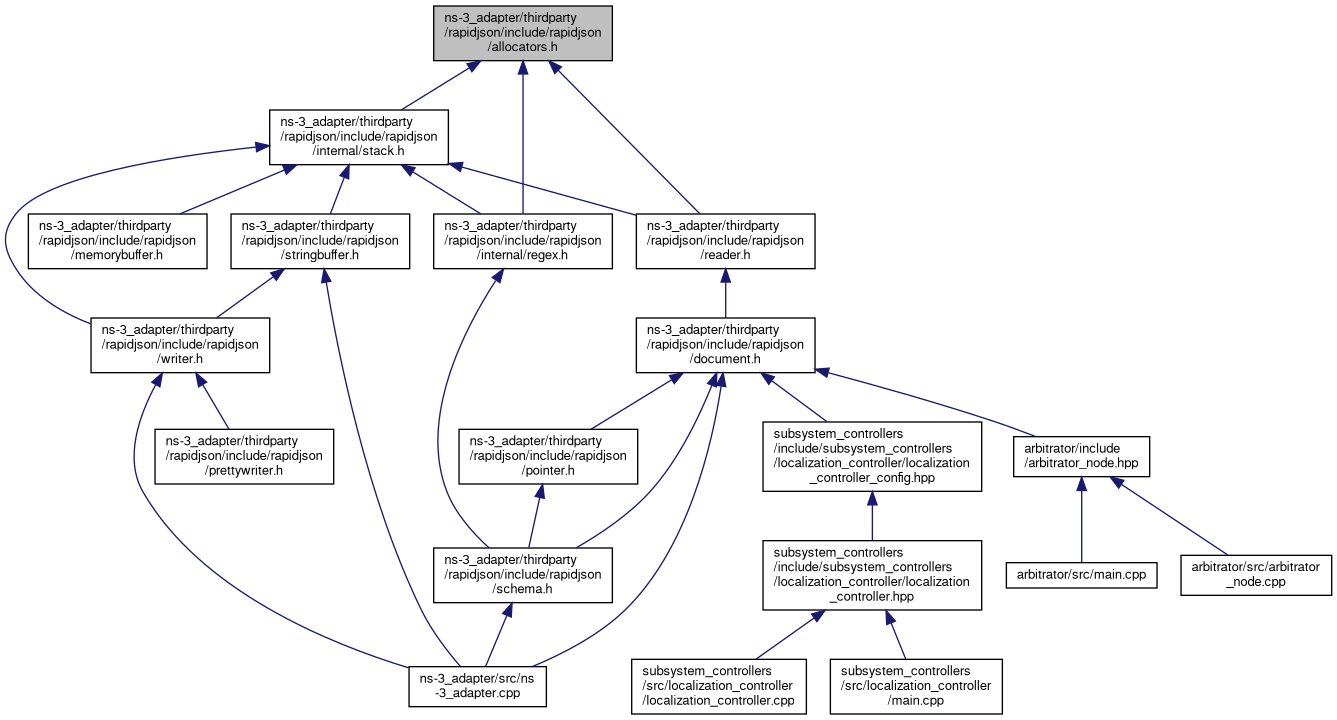 ns-3_adapter/thirdparty
/rapidjson/include/rapidjson
/allocators.h
ns-3_adapter/thirdparty
/rapidjson/include/rapidjson
/internal/stack.h
ns-3_adapter/thirdparty
/rapidjson/include/rapidjson
/memorybuffer.h
ns-3_adapter/thirdparty
/rapidjson/include/rapidjson
/stringbuffer.h
ns-3_adapter/thirdparty
/rapidjson/include/rapidjson
/internal/regex.h
ns-3_adapter/thirdparty
/rapidjson/include/rapidjson
/reader.h
ns-3_adapter/thirdparty
/rapidjson/include/rapidjson
/writer.h
ns-3_adapter/thirdparty
/rapidjson/include/rapidjson
/document.h
ns-3_adapter/thirdparty
/rapidjson/include/rapidjson
/prettywriter.h
ns-3_adapter/thirdparty
/rapidjson/include/rapidjson
/pointer.h
subsystem_controllers
/include/subsystem_controllers
/localization_controller/localization
_controller_config.hpp
arbitrator/include
/arbitrator_node.hpp
ns-3_adapter/thirdparty
/rapidjson/include/rapidjson
/schema.h
subsystem_controllers
/include/subsystem_controllers
/localization_controller/localization
_controller.hpp
arbitrator/src/main.cpp
arbitrator/src/arbitrator
_node.cpp
ns-3_adapter/src/ns
-3_adapter.cpp
subsystem_controllers
/src/localization_controller
/localization_controller.cpp
subsystem_controllers
/src/localization_controller
/main.cpp